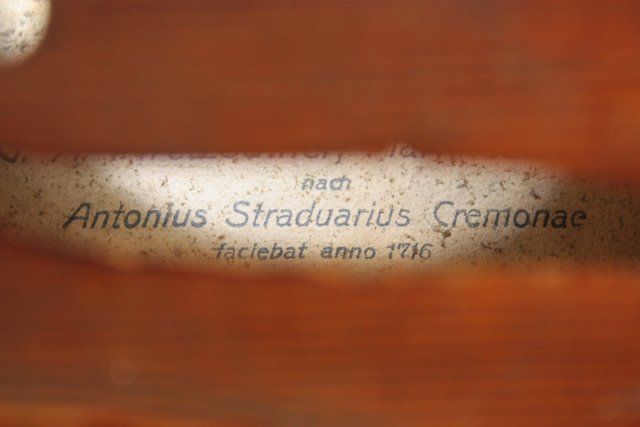 nach
Antonius Straduarius Cremonae
faciebat anno 1716